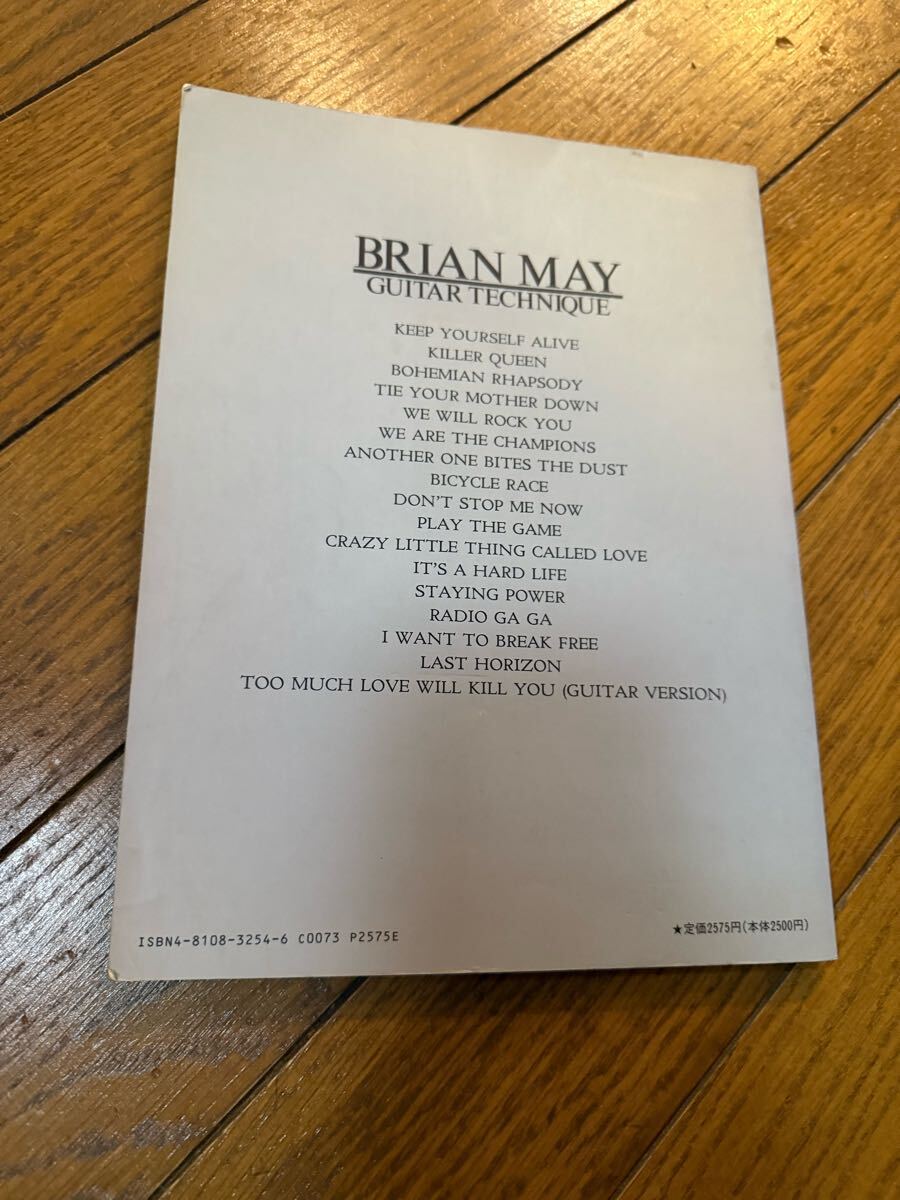 BRIAN MAY
GUITAR TECHNIQUE
KEEP YOURSELF ALIVE
KILLER QUEEN
BOHEMIAN RHAPSODY
TIE YOUR MOTHER DOWN
WE WILL ROCK YOU
WE ARE THE CHAMPIONS
ANOTHER ONE BITES THE DUST
BICYCLE RACE
DON'T STOP ME NOW
PLAY THE GAME
CRAZY LITTLE THING CALLED LOVE
IT'S A HARD LIFE
STAYING POWER
RADIO GA GA
I WANT TO BREAK FREE
LAST HORIZON
TOO MUCH LOVE WILL KILL YOU (GUITAR VERSION)
ISBN4-8108-3254-6 C0073 P2575E
★定価2575円(本体2500円)